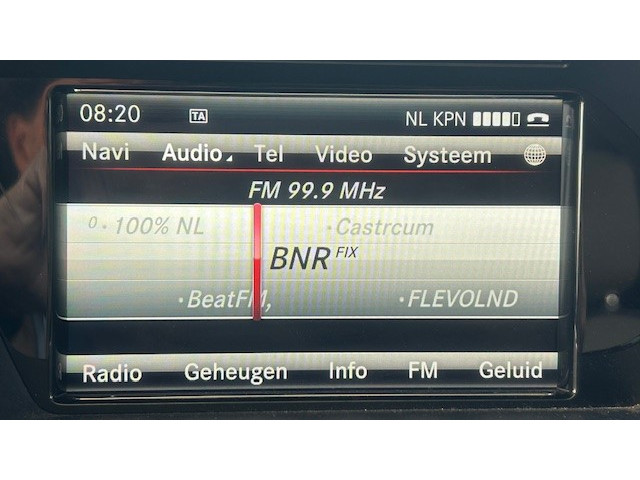 08:20 TA NL KPN
Navi Audio Tel Video Systeem
FM 99.9 MHz
0 · 100% NL · Castrcum
BNR FIX
· BeatFM, · FLEVOLND
Radio Geheugen Info FM Geluid